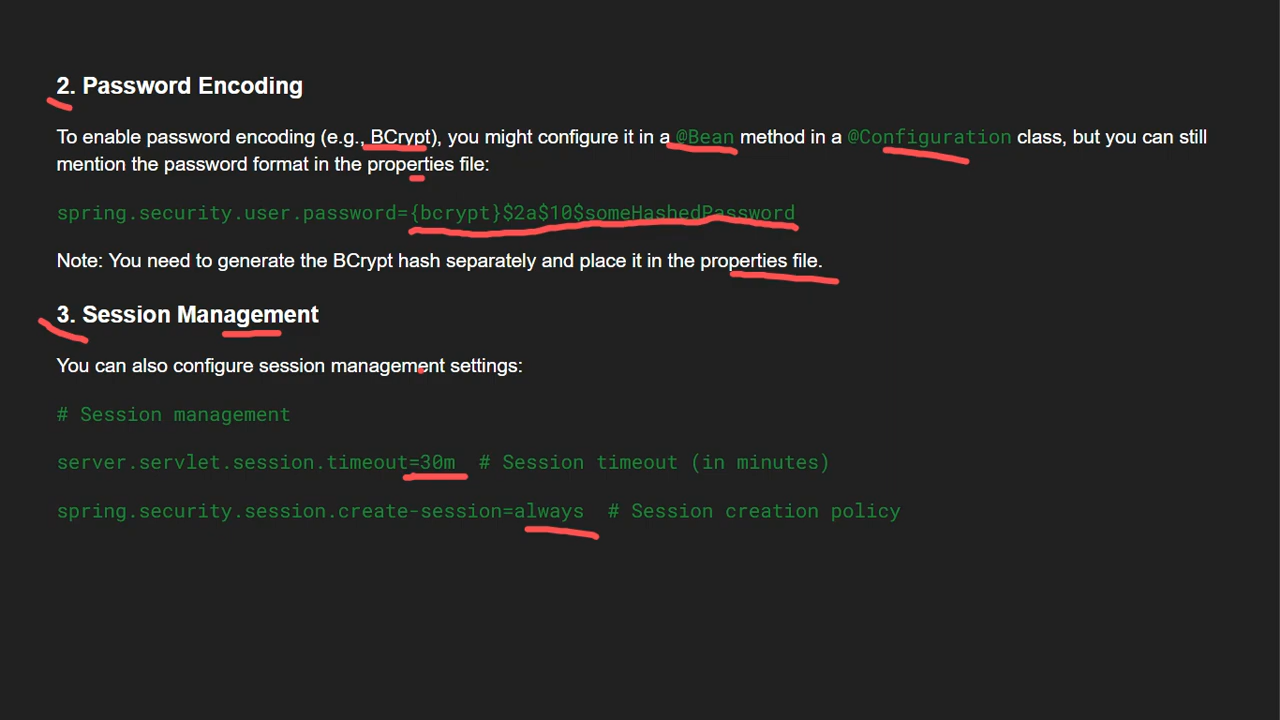 2. Password Encoding
To enable password encoding (e.g., BCrypt), you might configure it in a @Bean method in a @Configuration class, but you can still
mention the password format in the properties file:
spring.security.user.password={bcrypt}$2a$10$someHashedPassword
Note: You need to generate the BCrypt hash separately and place it in the properties file.
3. Session Management
You can also configure session management settings:
# Session management
server.servlet.session.timeout=30m # Session timeout (in minutes)
spring.security.session.create-session=always # Session creation policy